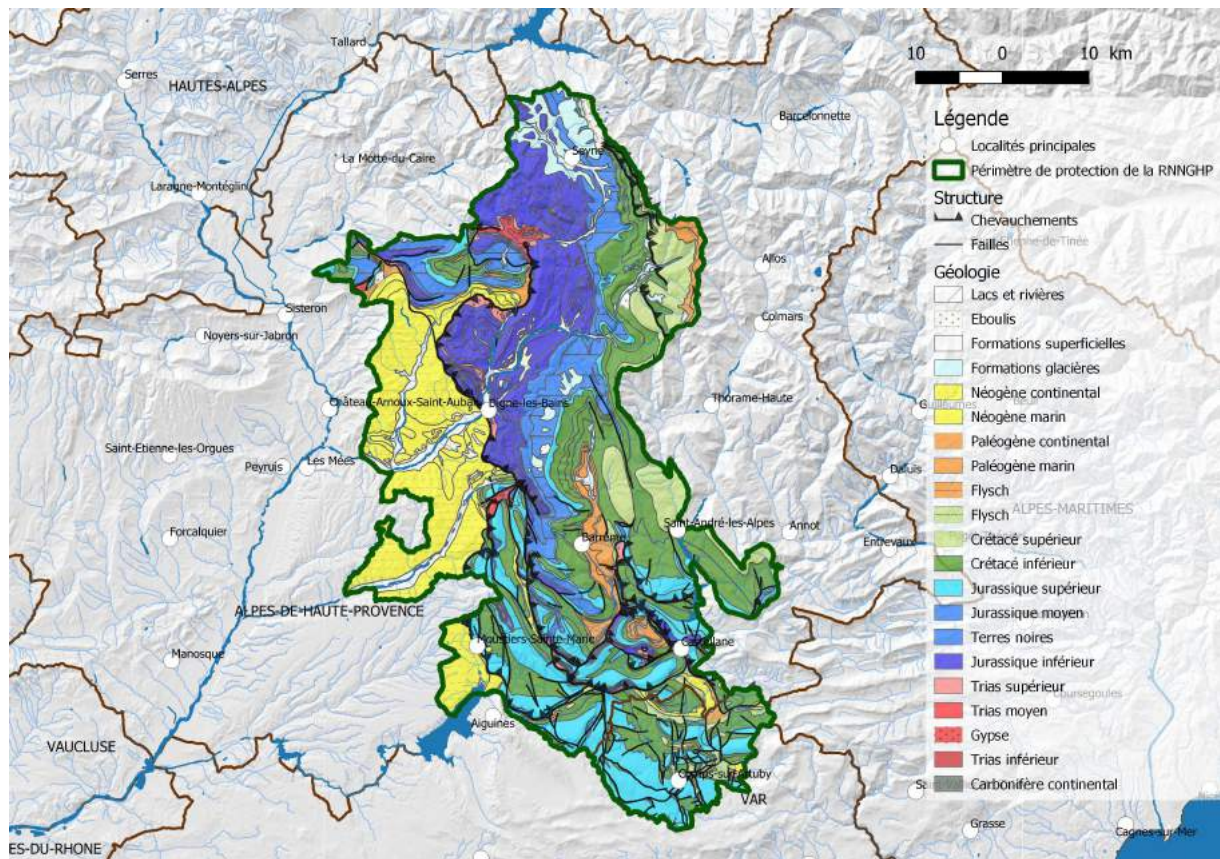 Tallard
Serres
HAUTES-ALPES
Barcelonnette
Seyne
La Motte-du-Caire
Laragne-Montéglin
Allos
Sisteron
Colmars
Noyers-sur-Jabron
Château-Arnoux-Saint-Auban
Digne-les-Bains
Thorame-Haute
Saint-Etienne-les-Orgues
Peyruis
Les Mées
Forcalquier
Saint-André-les-Alpes
Annot
Barrême
ALPES-DE-HAUTE-PROVENCE
Moustiers-Sainte-Marie
Castellane
Manosque
Aiguines
VAUCLUSE
Comps-sur-Artuby
VAR
ES-DU-RHONE
Entrevaux
Daluis
ALPES-MARITIMES
Grasse
Cagnes-sur-Mer
10 0 10 km
Légende
Localités principales
Périmètre de protection de la RNNGHP
Structure
Chevauchements
Failles
Géologie
Lacs et rivières
Eboulis
Formations superficielles
Formations glacières
Néogène continental
Néogène marin
Paléogène continental
Paléogène marin
Flysch
Flysch
Crétacé supérieur
Crétacé inférieur
Jurassique supérieur
Jurassique moyen
Terres noires
Jurassique inférieur
Trias supérieur
Trias moyen
Gypse
Trias inférieur
Carbonifère continental